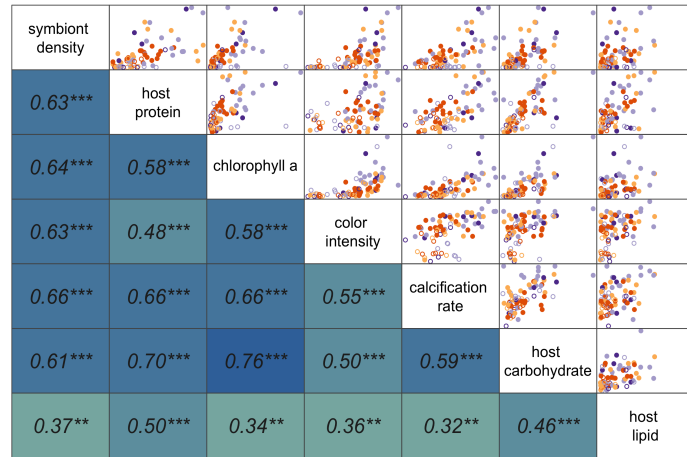 symbiont
density
0.63***
host
protein
0.64***
0.58***
chlorophyll a
0.63***
0.48***
0.58***
color
intensity
0.66***
0.66***
0.66***
0.55***
calcification
rate
0.61***
0.70***
0.76***
0.50***
0.59***
host
carbohydrate
0.37**
0.50***
0.34**
0.36**
0.32**
0.46***
host
lipid